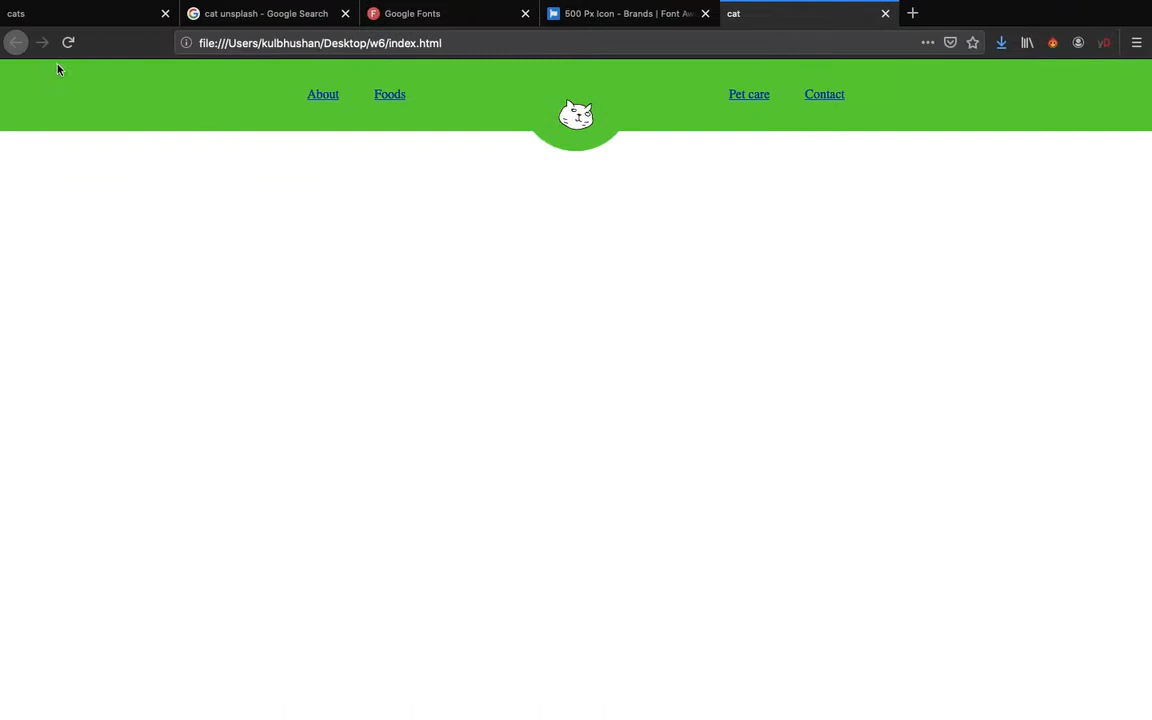 cats
cat unsplash - Google Search
Google Fonts
500 Px Icon - Brands | Font Aw
cat
file:///Users/kulbhushan/Desktop/w6/index.html
About Foods Pet care Contact